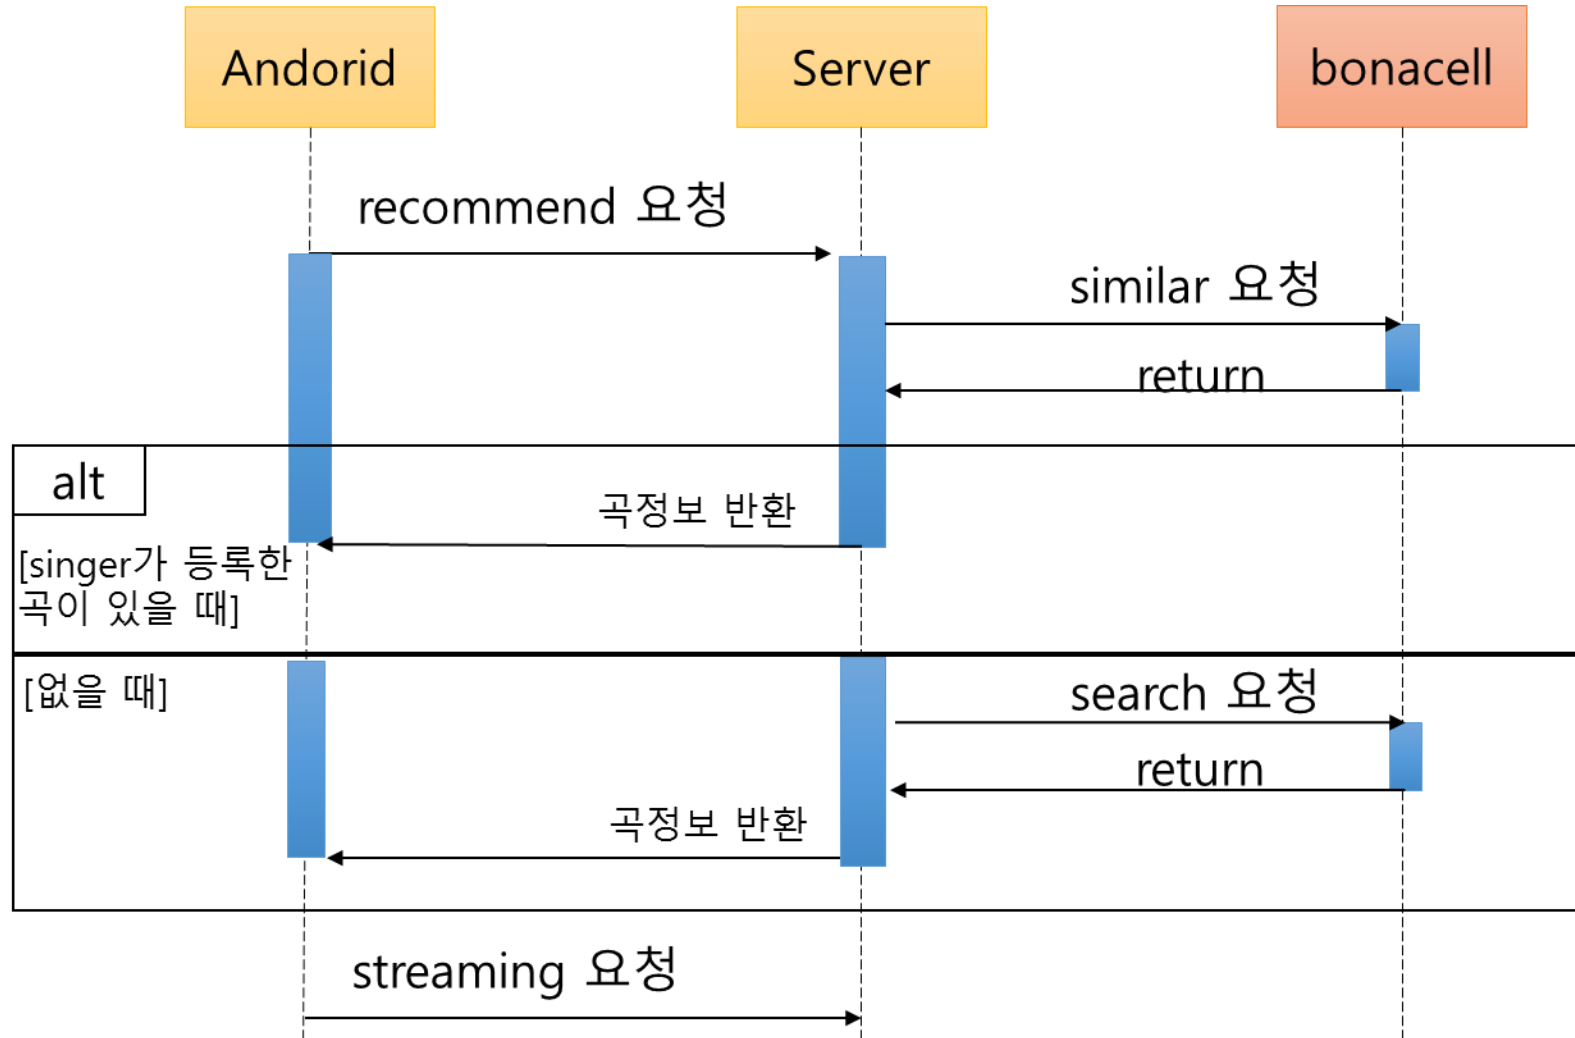 Andorid
Server
bonacell
recommend 요청
similar 요청
return
alt
곡정보 반환
[singer가 등록한
곡이 있을 때]
[없을 때]
search 요청
return
곡정보 반환
streaming 요청